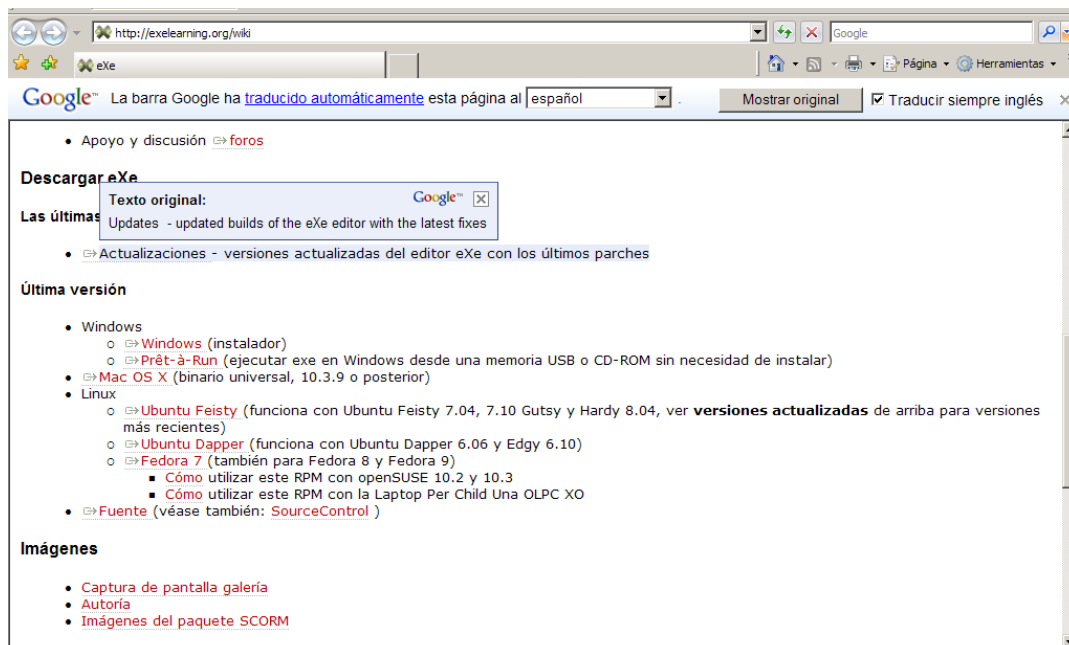 http://exelearning.org/wiki
Google
eXe
Página
Herramientas
Google™ La barra Google ha traducido automáticamente esta página al español . Mostrar original Traducir siempre inglés
Apoyo y discusión foros
Descargar eXe
Texto original: Google™
Las últimas
Updates - updated builds of the eXe editor with the latest fixes
Actualizaciones - versiones actualizadas del editor eXe con los últimos parches
Última versión
Windows
Windows (instalador)
Prêt-à-Run (ejecutar exe en Windows desde una memoria USB o CD-ROM sin necesidad de instalar)
Mac OS X (binario universal, 10.3.9 o posterior)
Linux
Ubuntu Feisty (funciona con Ubuntu Feisty 7.04, 7.10 Gutsy y Hardy 8.04, ver versiones actualizadas de arriba para versiones
más recientes)
Ubuntu Dapper (funciona con Ubuntu Dapper 6.06 y Edgy 6.10)
Fedora 7 (también para Fedora 8 y Fedora 9)
Cómo utilizar este RPM con openSUSE 10.2 y 10.3
Cómo utilizar este RPM con la Laptop Per Child Una OLPC XO
Fuente (véase también: SourceControl )
Imágenes
Captura de pantalla galería
Autoría
Imágenes del paquete SCORM